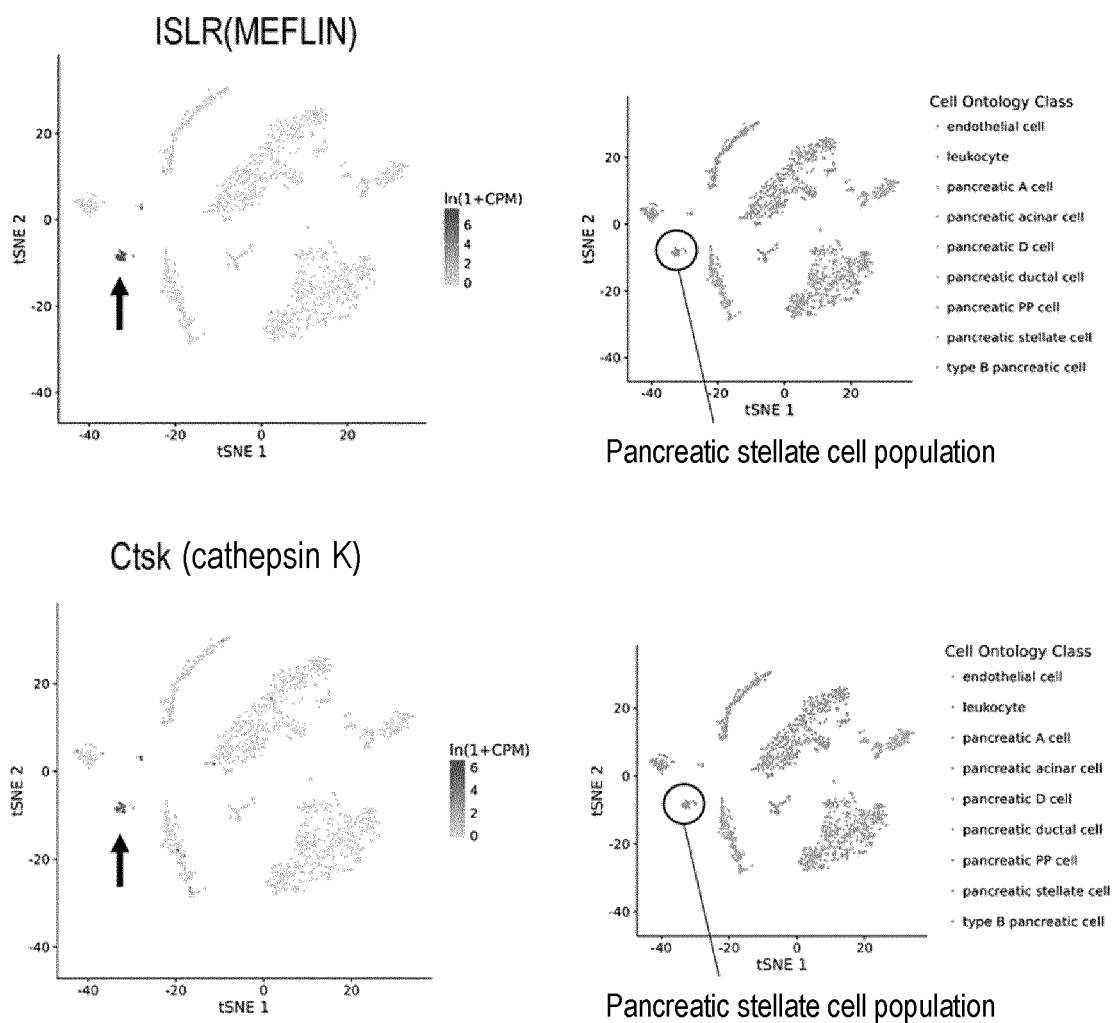 ISLR(MEFLIN)
20
0
-20
-40
tSNE 2
-40
-20
0
20
tSNE 1
ln(1+CPM)
6
4
2
0
20
0
-20
-40
tSNE 2
-40
-20
0
20
tSNE 1
Cell Ontology Class
endothelial cell
leukocyte
pancreatic A cell
pancreatic acinar cell
pancreatic D cell
pancreatic ductal cell
pancreatic PP cell
pancreatic stellate cell
type B pancreatic cell
Pancreatic stellate cell population
Ctsk (cathepsin K)
20
0
-20
-40
tSNE 2
-40
-20
0
20
tSNE 1
ln(1+CPM)
6
4
2
0
20
0
-20
-40
tSNE 2
-40
-20
0
20
tSNE 1
Cell Ontology Class
endothelial cell
leukocyte
pancreatic A cell
pancreatic acinar cell
pancreatic D cell
pancreatic ductal cell
pancreatic PP cell
pancreatic stellate cell
type B pancreatic cell
Pancreatic stellate cell population